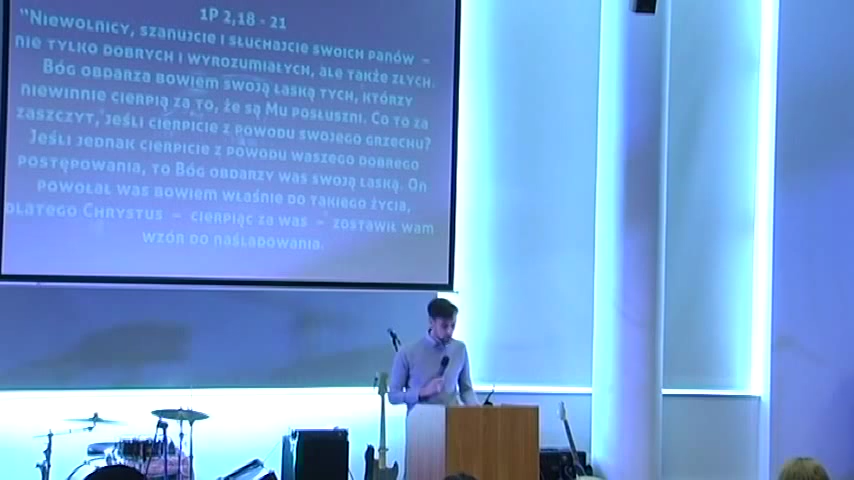 1P 2,18 - 21
"Niewolnicy, szanujcie i słuchajcie swoich panów –
nie tylko dobrych i wyrozumiałych, ale także złych.
Bóg obdarza bowiem swoją łaską tych, którzy
niewinnie cierpią za to, że są Mu posłuszni. Co to za
zaszczyt, jeśli cierpicie z powodu swojego grzechu?
Jeśli jednak cierpicie z powodu waszego dobrego
postępowania, to Bóg obdarzy was swoją łaską. On
powołał was bowiem właśnie do takiego życia,
dlatego Chrystus – cierpiąc za was – zostawił wam
wzór do naśladowania.